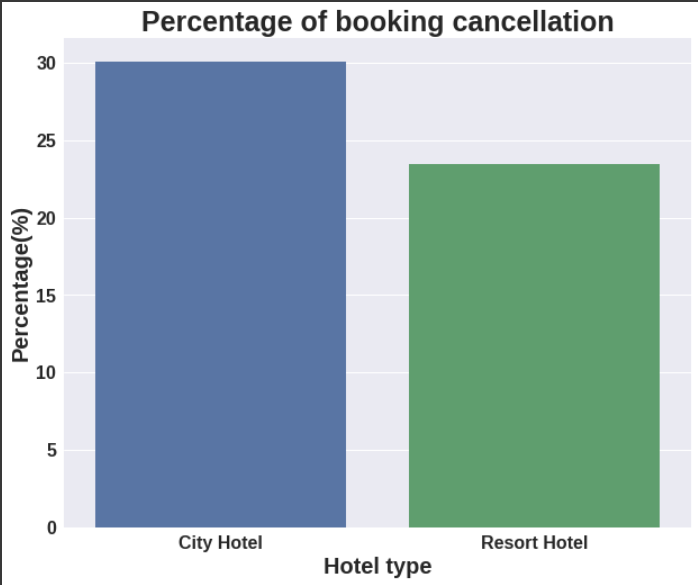 Percentage of booking cancellation
Percentage(%)
30
25
20
15
10
5
0
City Hotel
Resort Hotel
Hotel type